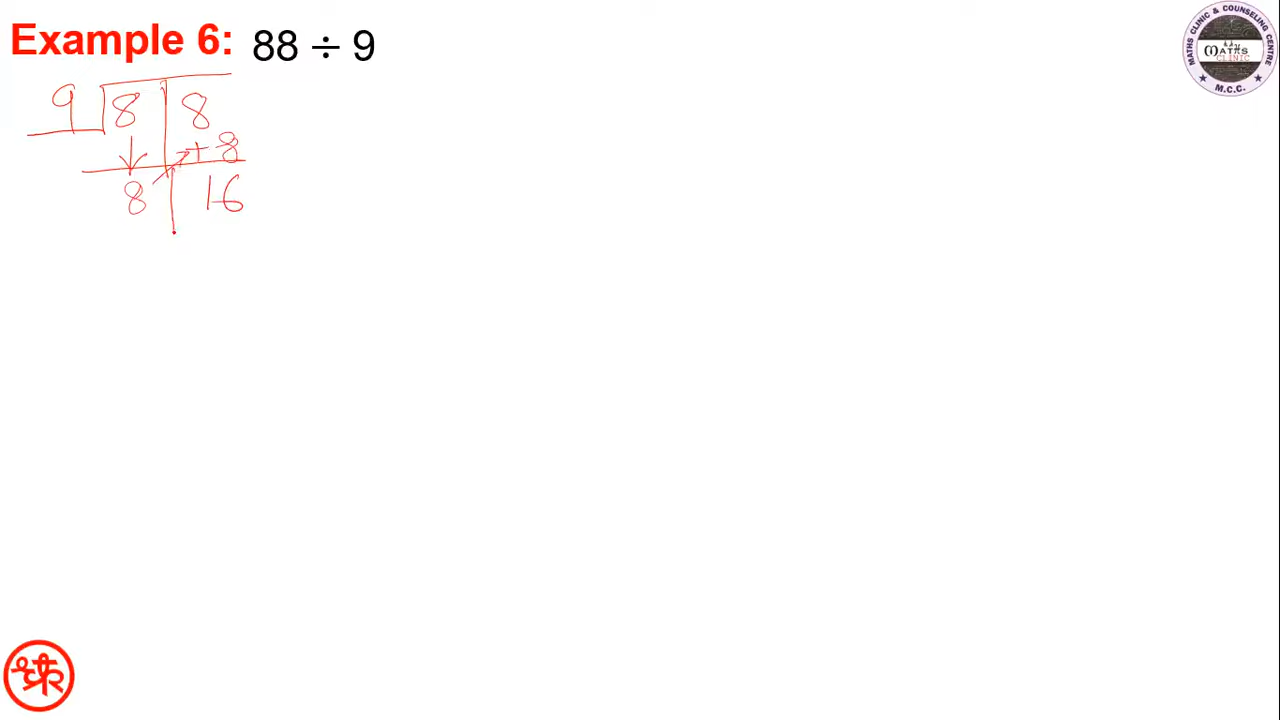 Example 6: 88 ÷ 9
9 8 8
+ 8
8 16
MATHS CLINIC & COUNSELING CENTRE
MATHS
CLINIC
★ M.C.C. ★